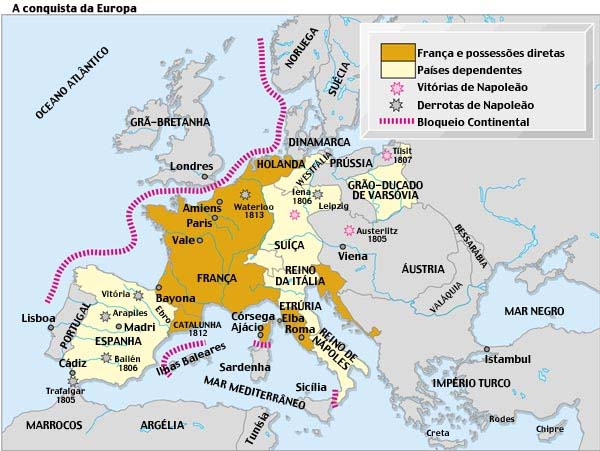 A conquista da Europa
França e possessões diretas
Países dependentes
Vitórias de Napoleão
Derrotas de Napoleão
Bloqueio Continental
OCEANO ATLÂNTICO
NORUEGA
SUÉCIA
GRÃ-BRETANHA
DINAMARCA
Londres
HOLANDA
WESTFÁLIA
PRÚSSIA
Tilsit
1807
GRÃO-DUCADO
DE VARSÓVIA
Amiens
Paris
Waterloo
1813
Iena
1806
Leipzig
Vale
Austerlitz
1805
Viena
SUÍÇA
BESSARÁBIA
FRANÇA
REINO
DA ITÁLIA
ÁUSTRIA
VALÁQUIA
Bayona
Vitória
Ebro
ETRÚRIA
MAR NEGRO
Lisboa
PORTUGAL
Arapiles
Madri
ESPANHA
CATALUNHA
1812
Córsega
Ajácio
Elba
Roma
REINO DE
NÁPOLES
Bailén
1806
Ilhas Baleares
Sardenha
Istambul
Cádiz
Trafalgar
1805
MAR MEDITERRÂNEO
Sicília
IMPÉRIO TURCO
MARROCOS
ARGÉLIA
Tunísia
Creta
Rodes
Chipre